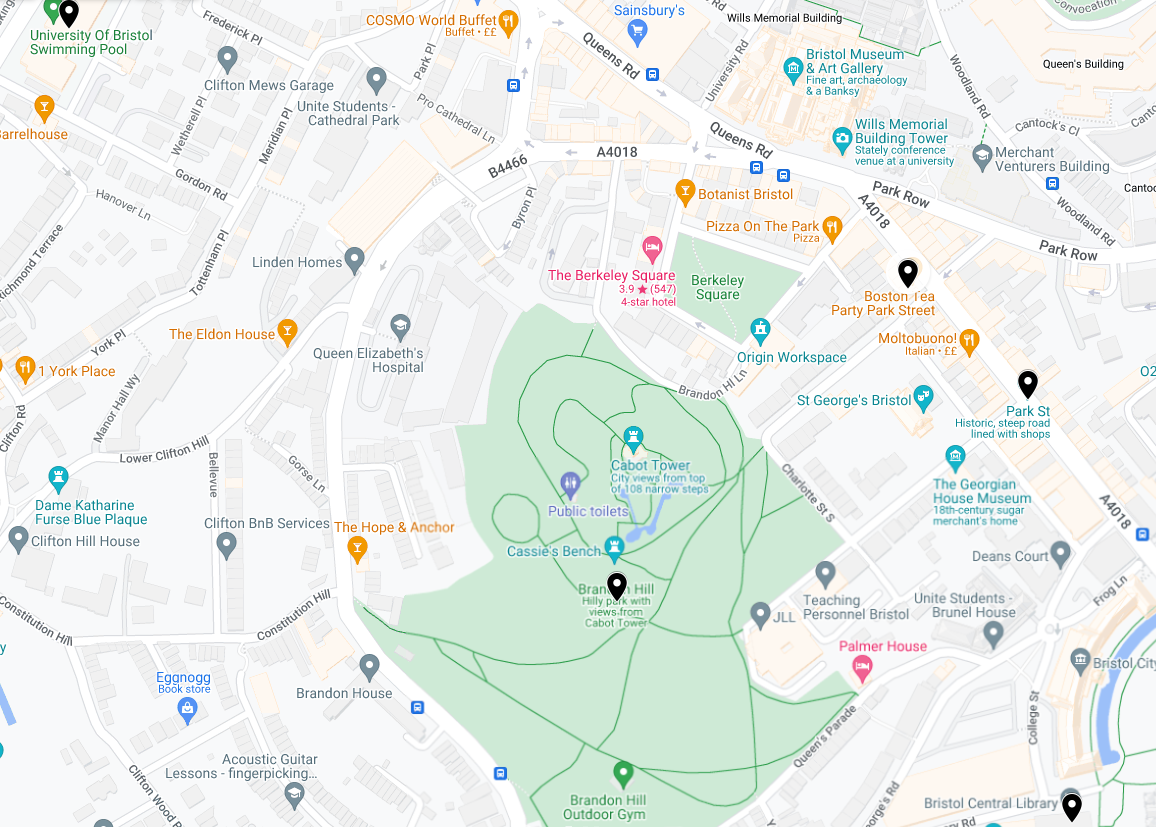 Convocation
COSMO World Buffet
Buffet • ££
Sainsbury's
Wills Memorial Building
University Of Bristol
Swimming Pool
Frederick Pl
Park Pl
Queens Rd
University Rd
Bristol Museum
& Art Gallery
Fine art, archaeology
& a Banksy
Queen's Building
Woodland Rd
Clifton Mews Garage
Unite Students -
Cathedral Park
Pro Cathedral Ln
Barrelhouse
Wetherell Pl
Meridian Pl
Queens Rd
Wills Memorial
Building Tower
Stately conference
venue at a university
Cantock's Cl
Merchant
Venturers Building
A4018
B4466
Gordon Rd
Hanover Ln
Byron Pl
Botanist Bristol
Park Row
A4018
Woodland Rd
Pizza On The Park
Pizza
Park Row
Richmond Terrace
Tottenham Pl
Linden Homes
The Berkeley Square
3.9 ★ (547)
4-star hotel
Berkeley
Square
Boston Tea
Party Park Street
The Eldon House
York Pl
Queen Elizabeth's
Hospital
Origin Workspace
Moltobuono!
Italian • ££
1 York Place
Manor Hall Wy
Brandon Hl Ln
St George's Bristol
Park St
Historic, steep road
lined with shops
O2
Clifton Rd
Lower Clifton Hill
Bellevue
Gorse Ln
Cabot Tower
City views from top
of 108 narrow steps
Public toilets
Charlotte St S
The Georgian
House Museum
18th-century sugar
merchant's home
A4018
Dame Katharine
Furse Blue Plaque
Clifton Hill House
Clifton BnB Services
The Hope & Anchor
Cassie's Bench
Deans Court
Brandon Hill
Hilly park with
views from
Cabot Tower
Teaching
Personnel Bristol
Unite Students -
Brunel House
Frog Ln
Constitution Hill
Constitution Hill
JLL
Palmer House
Bristol City
Eggnogg
Book store
Brandon House
College St
Queen's Parade
Acoustic Guitar
Lessons - fingerpicking...
Clifton Wood Rd
Brandon Hill
Outdoor Gym
Bristol Central Library